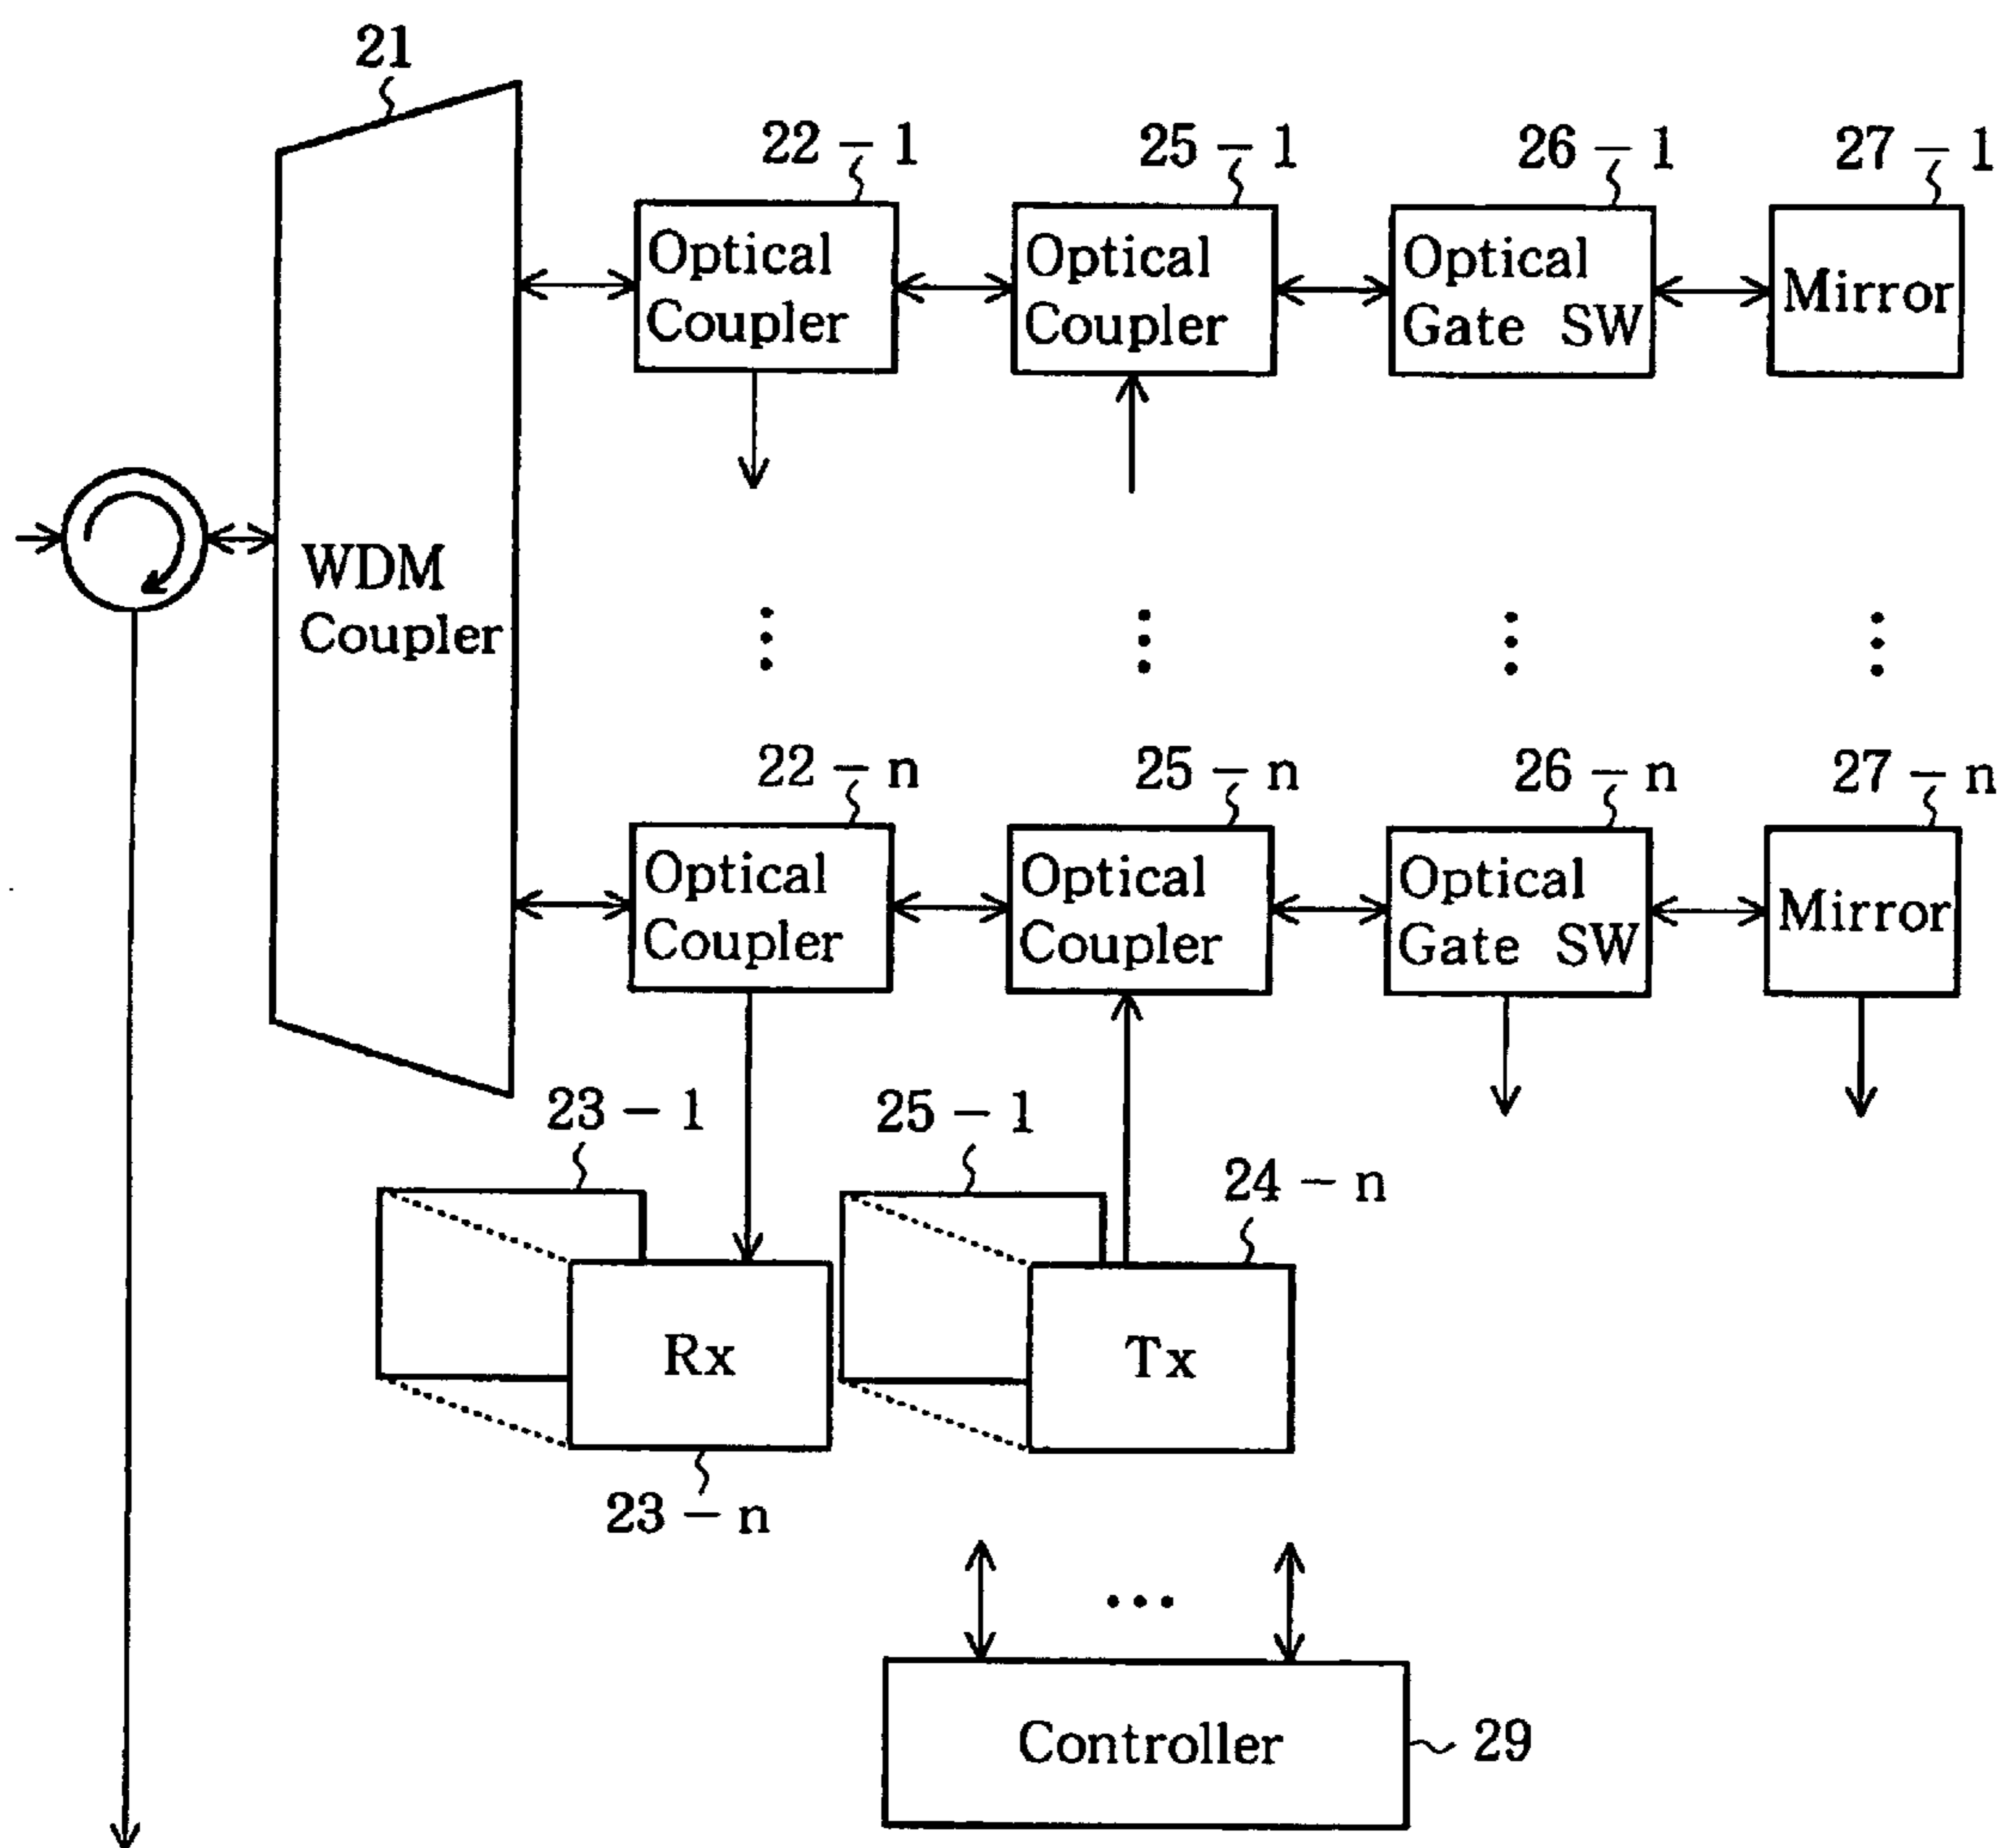 21
22-1
25-1
26-1
27-1
Optical
Coupler
Optical
Coupler
Optical
Gate SW
Mirror
WDM
Coupler
22-n
25-n
26-n
27-n
Optical
Coupler
Optical
Coupler
Optical
Gate SW
Mirror
23-1
25-1
24-n
Rx
Tx
23-n
Controller
29